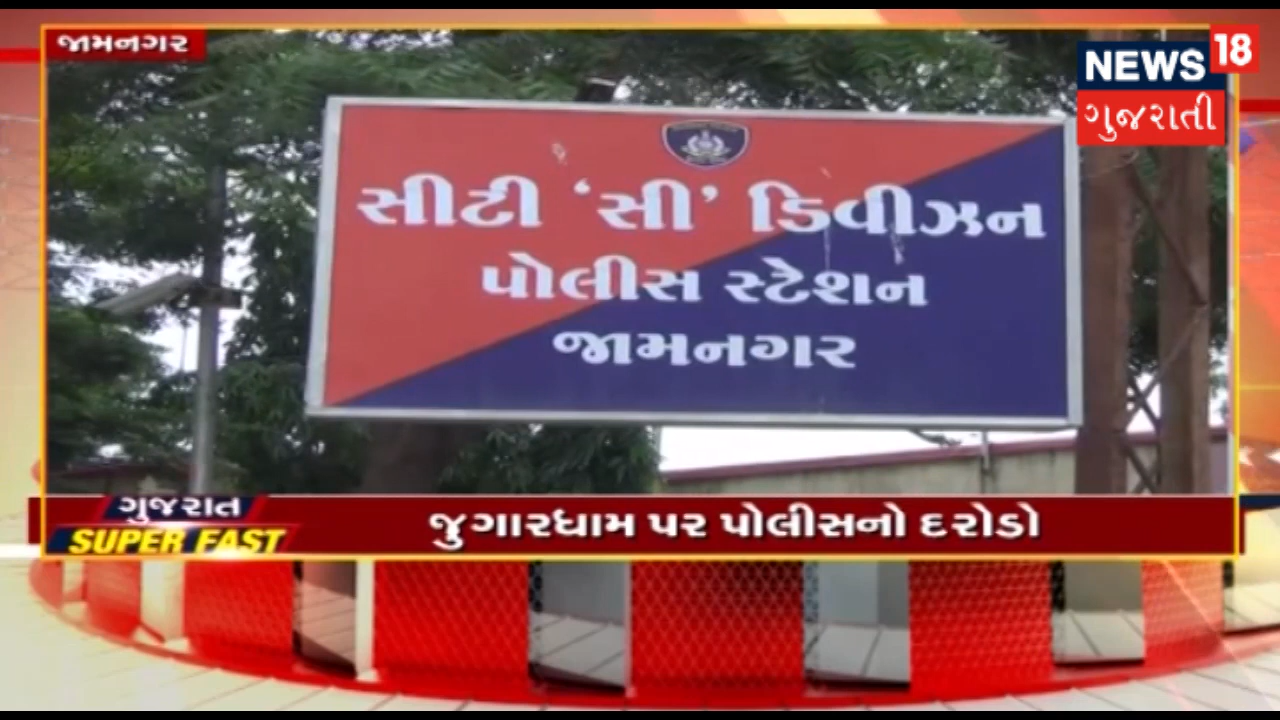 જામનગર
NEWS 18
ગુજરાતી
સીટી ‘સી’ ડિવીઝન
પોલીસ સ્ટેશન
જામનગર
ગુજરાત
SUPER FAST
જુગારધામ પર પોલીસનો દરોડો